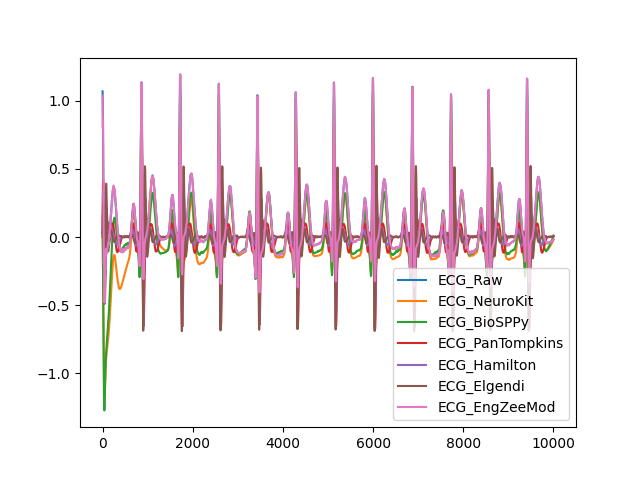 1.0
0.5
0.0
−0.5
−1.0
0
2000
4000
6000
8000
10000
ECG_Raw
ECG_NeuroKit
ECG_BioSPPy
ECG_PanTompkins
ECG_Hamilton
ECG_Elgendi
ECG_EngZeeMod